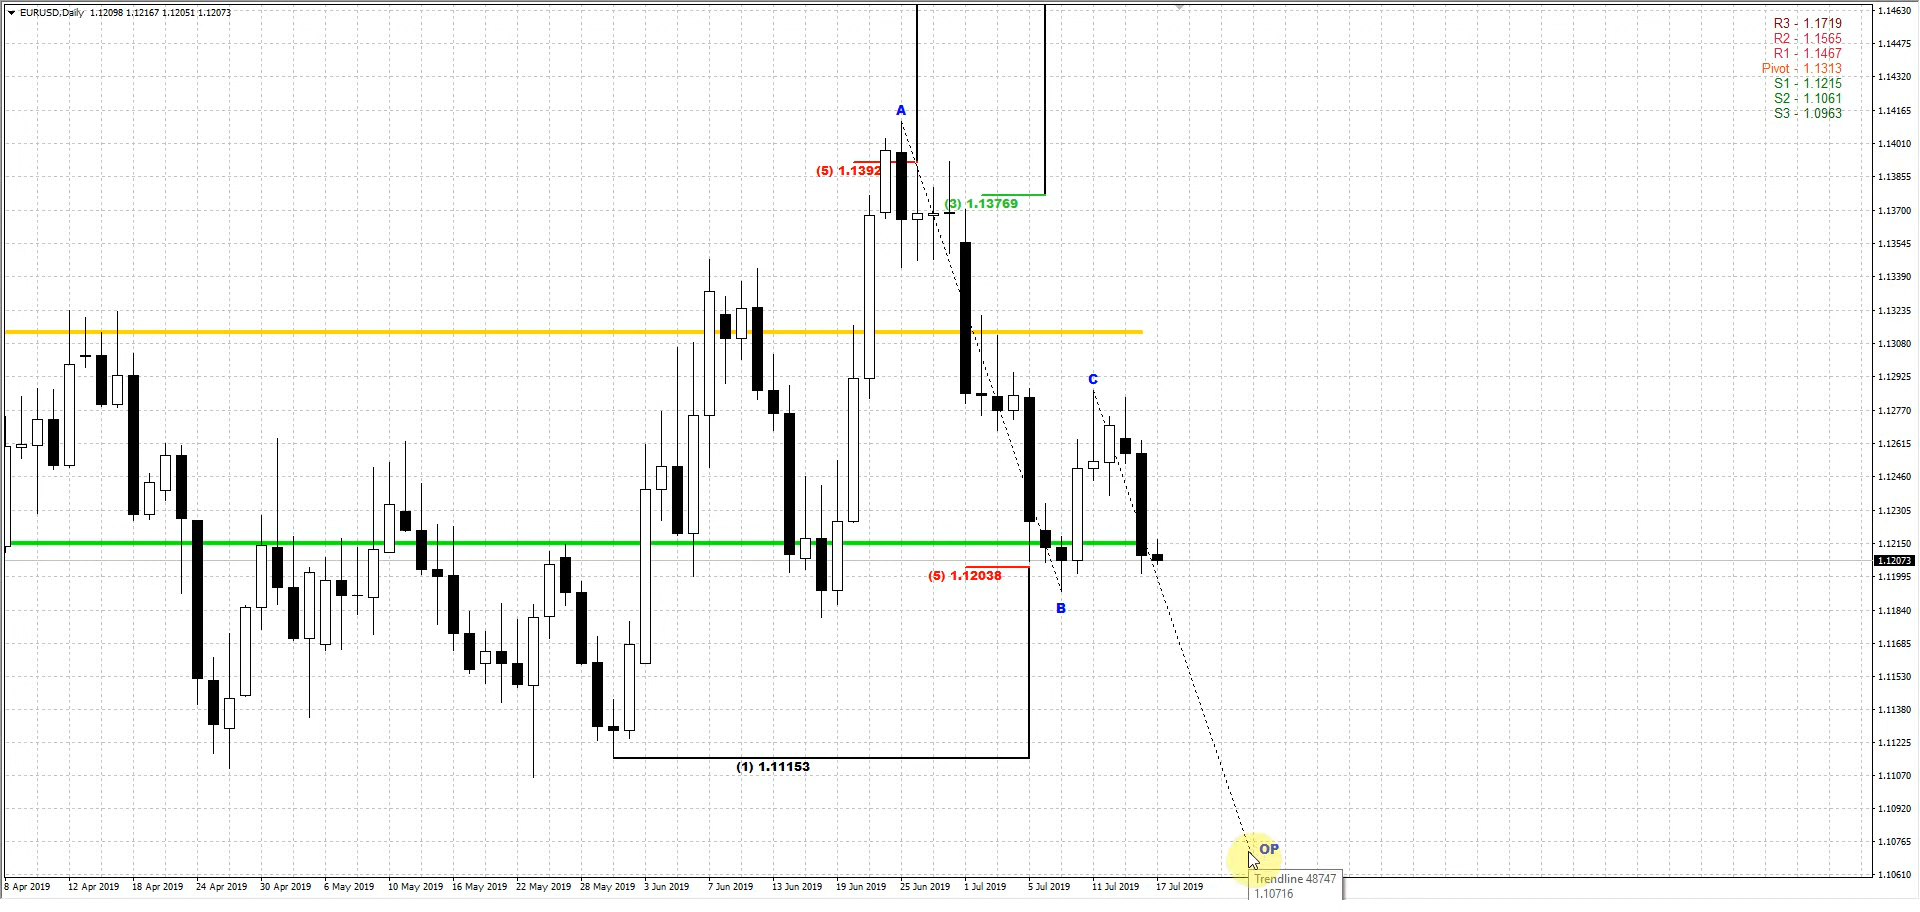 EURUSD,Daily 1.12098 1.12167 1.12051 1.12073
R3 - 1.1719
R2 - 1.1565
R1 - 1.1467
Pivot - 1.1313
S1 - 1.1215
S2 - 1.1061
S3 - 1.0963
1.14630
1.14475
1.14320
1.14165
1.14010
1.13855
1.13700
1.13545
1.13390
1.13235
1.13080
1.12925
1.12770
1.12615
1.12460
1.12305
1.12150
1.12073
1.11995
1.11840
1.11685
1.11530
1.11380
1.11225
1.11070
1.10920
1.10765
1.10610
A
(5) 1.1392
(3) 1.13769
C
(5) 1.12038
B
(1) 1.11153
OP
Trendline 48747
1.10716
8 Apr 2019 12 Apr 2019 18 Apr 2019 24 Apr 2019 30 Apr 2019 6 May 2019 10 May 2019 16 May 2019 22 May 2019 28 May 2019 3 Jun 2019 7 Jun 2019 13 Jun 2019 19 Jun 2019 25 Jun 2019 1 Jul 2019 5 Jul 2019 11 Jul 2019 17 Jul 2019